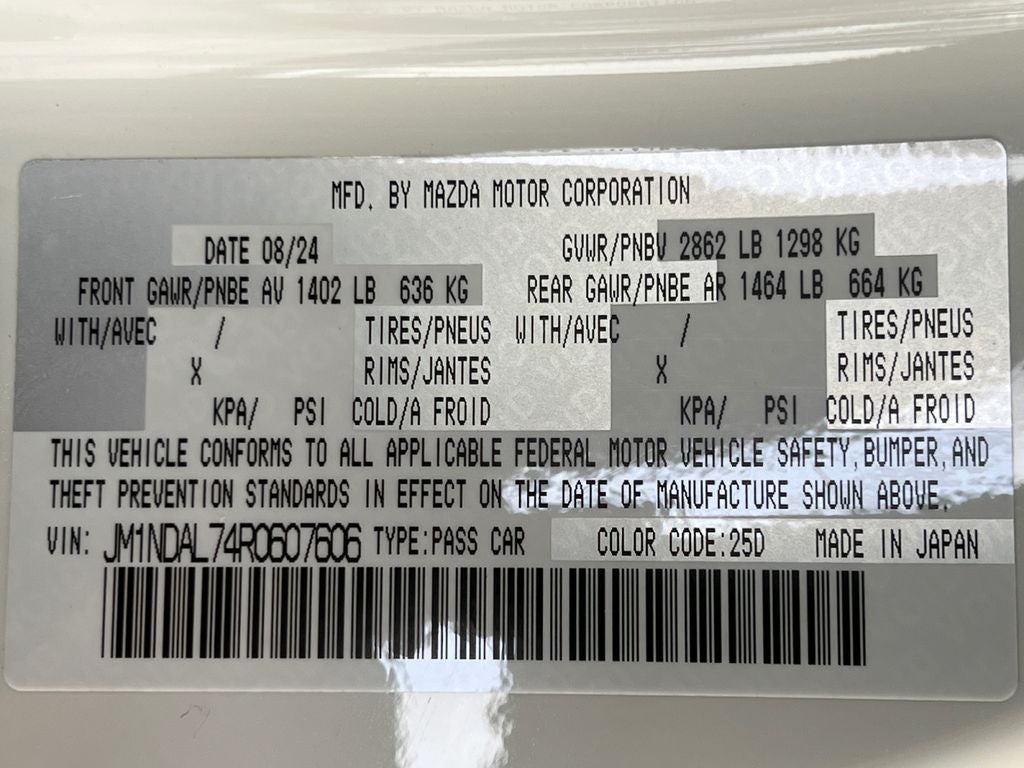 MFD. BY MAZDA MOTOR CORPORATION
DATE 08/24 GVWR/PNBV 2862 LB 1298 KG
FRONT GAWR/PNBE AV 1402 LB 636 KG REAR GAWR/PNBE AR 1464 LB 664 KG
WITH/AVEC / TIRES/PNEUS WITH/AVEC / TIRES/PNEUS
X RIMS/JANTES X RIMS/JANTES
KPA/ PSI COLD/A FROID KPA/ PSI COLD/A FROID
THIS VEHICLE CONFORMS TO ALL APPLICABLE FEDERAL MOTOR VEHICLE SAFETY, BUMPER, AND
THEFT PREVENTION STANDARDS IN EFFECT ON THE DATE OF MANUFACTURE SHOWN ABOVE.
VIN: JM1NDAL74R0607606 TYPE:PASS CAR COLOR CODE:25D MADE IN JAPAN